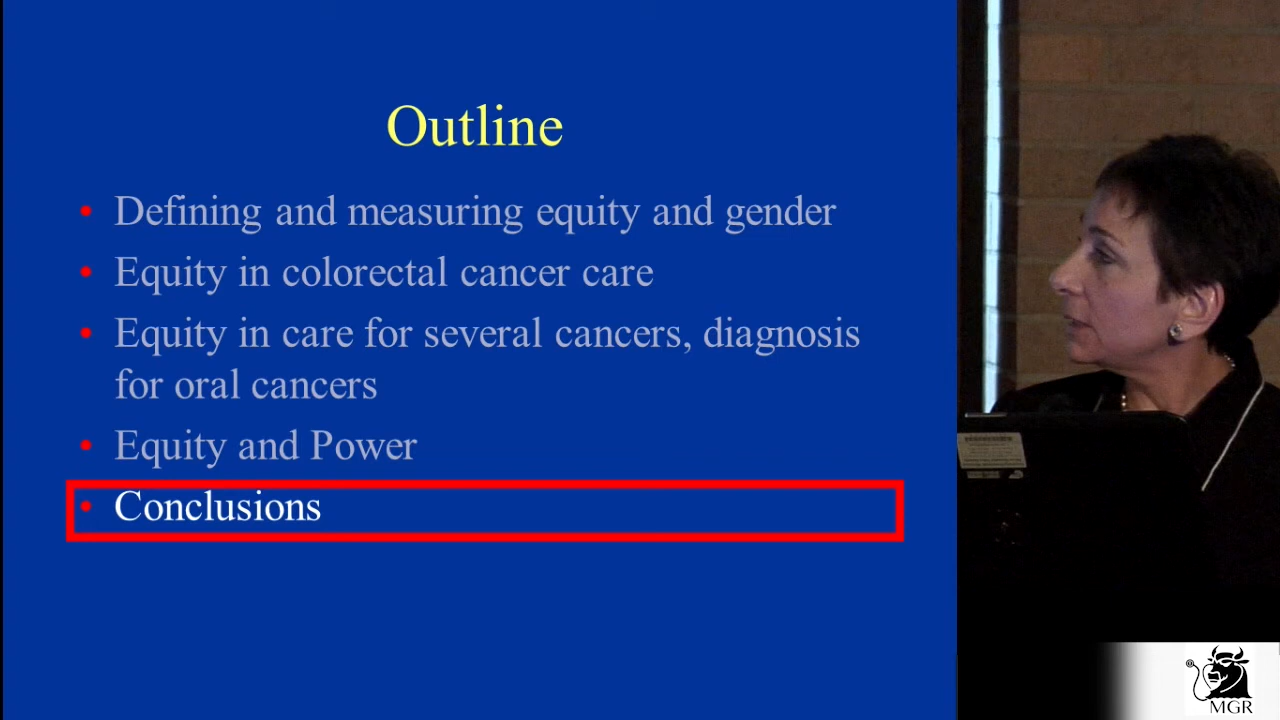 Outline
• Defining and measuring equity and gender
• Equity in colorectal cancer care
• Equity in care for several cancers, diagnosis
for oral cancers
• Equity and Power
• Conclusions
MGR